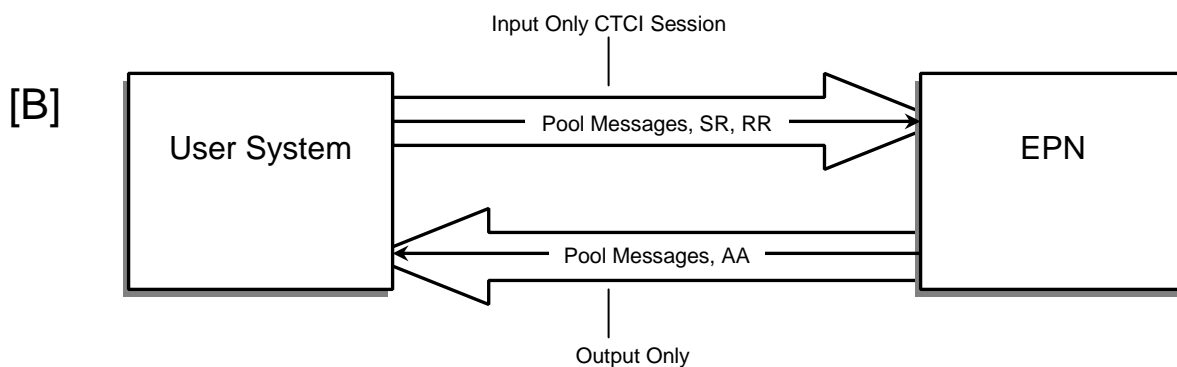 Input Only CTCI Session
[B]
User System
Pool Messages, SR, RR
EPN
Pool Messages, AA
Output Only